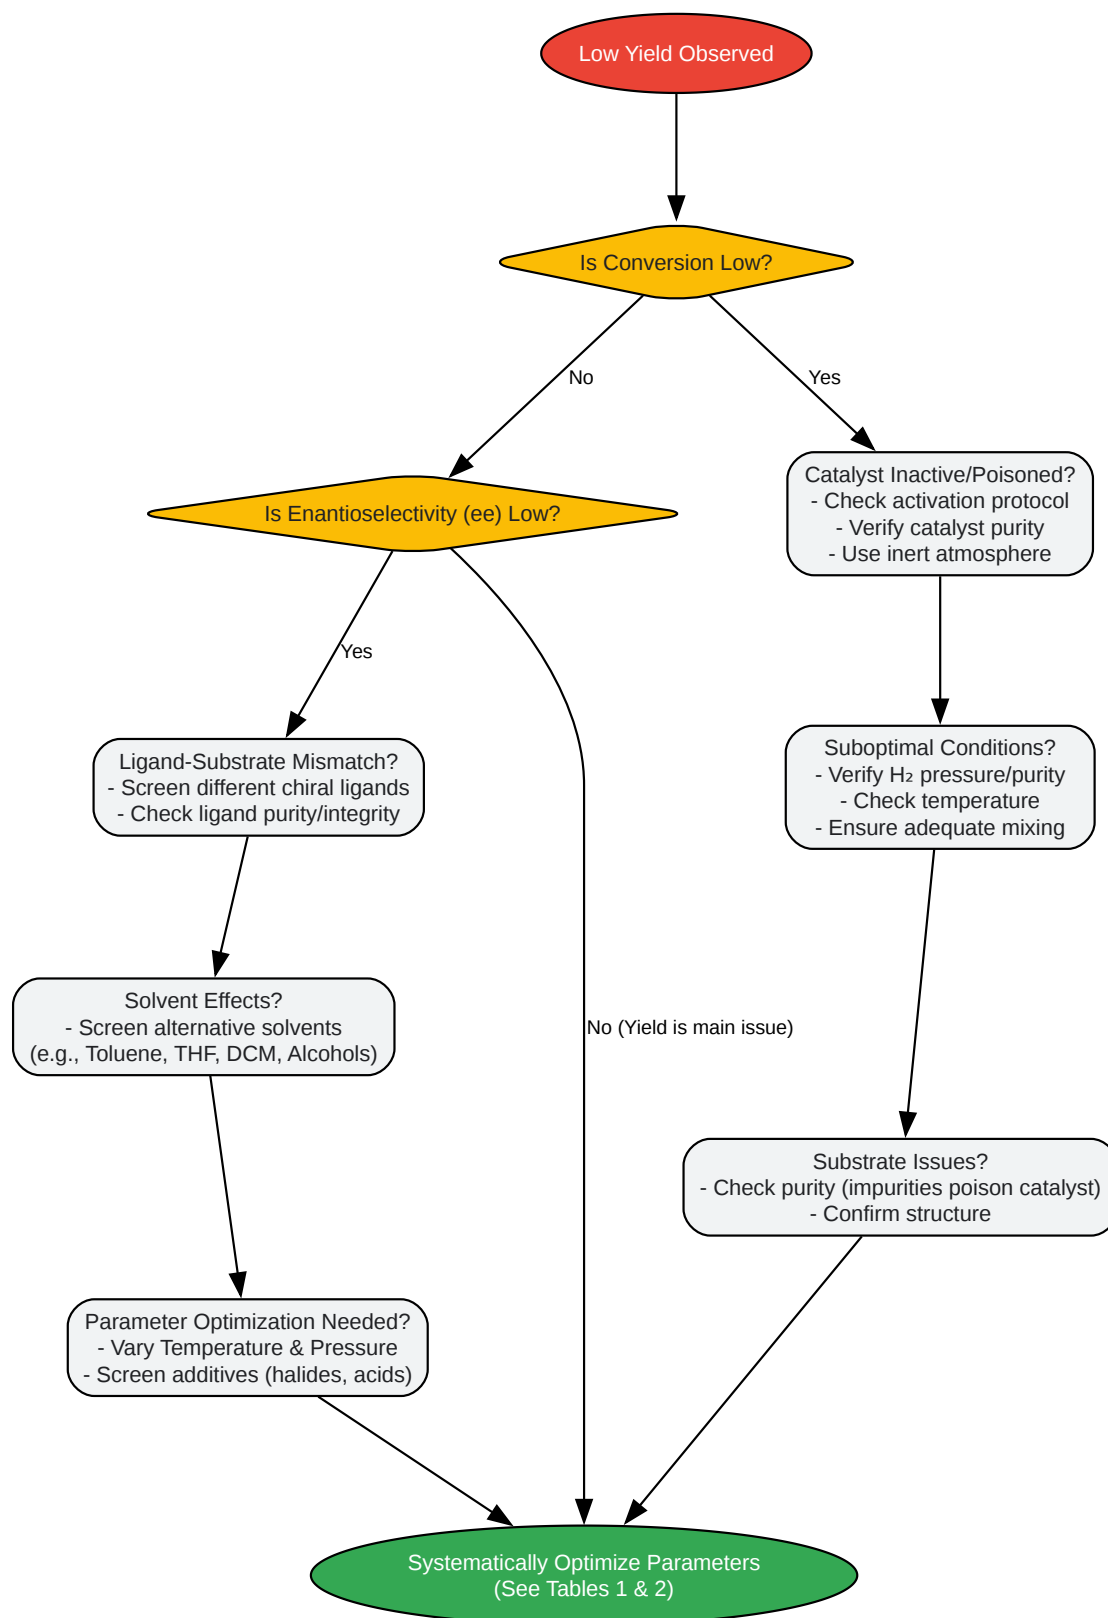 Low Yield Observed
Is Conversion Low?
No
Yes
Is Enantioselectivity (ee) Low?
Catalyst Inactive/Poisoned?
- Check activation protocol
- Verify catalyst purity
- Use inert atmosphere
Yes
Ligand-Substrate Mismatch?
- Screen different chiral ligands
- Check ligand purity/integrity
Suboptimal Conditions?
- Verify H₂ pressure/purity
- Check temperature
- Ensure adequate mixing
Solvent Effects?
- Screen alternative solvents
(e.g., Toluene, THF, DCM, Alcohols)
No (Yield is main issue)
Substrate Issues?
- Check purity (impurities poison catalyst)
- Confirm structure
Parameter Optimization Needed?
- Vary Temperature & Pressure
- Screen additives (halides, acids)
Systematically Optimize Parameters
(See Tables 1 & 2)